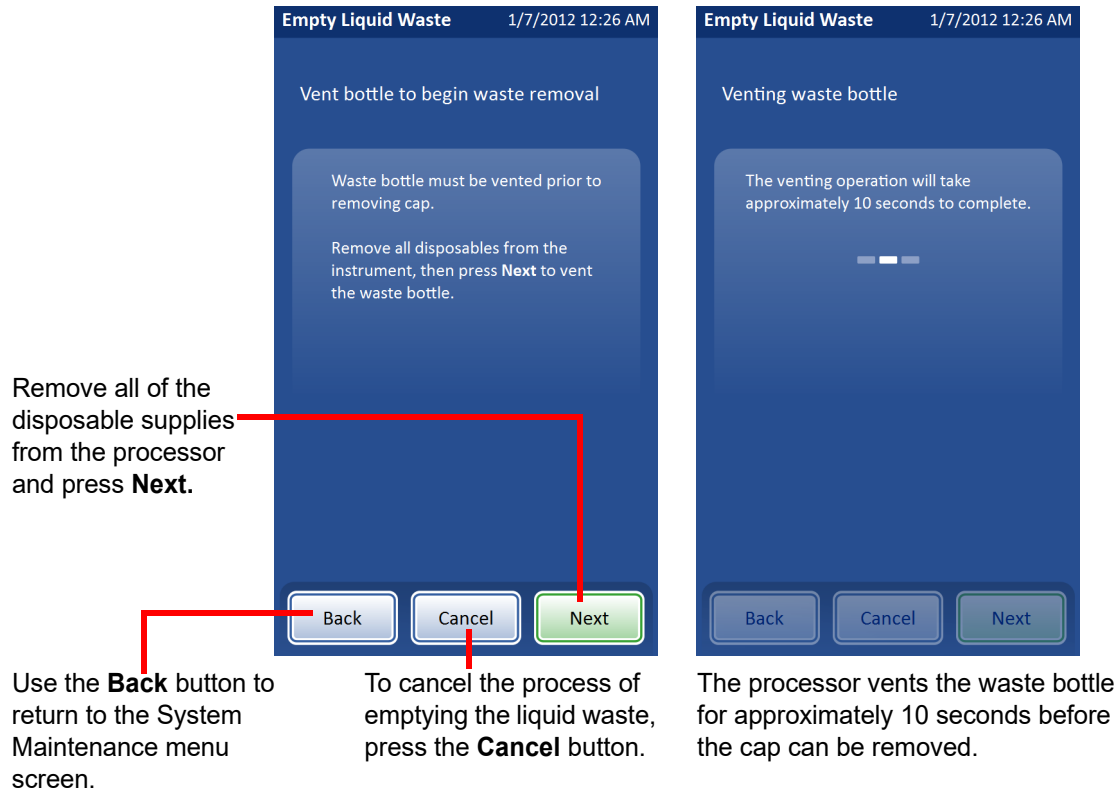 Empty Liquid Waste 1/7/2012 12:26 AM
Vent bottle to begin waste removal
Waste bottle must be vented prior to
removing cap.
Remove all disposables from the
instrument, then press Next to vent
the waste bottle.
Back Cancel Next
Empty Liquid Waste 1/7/2012 12:26 AM
Venting waste bottle
The venting operation will take
approximately 10 seconds to complete.
Back Cancel Next
Remove all of the
disposable supplies
from the processor
and press Next.
Use the Back button to
return to the System
Maintenance menu
screen.
To cancel the process of
emptying the liquid waste,
press the Cancel button.
The processor vents the waste bottle
for approximately 10 seconds before
the cap can be removed.